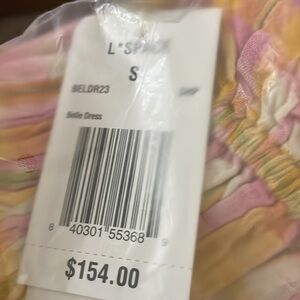 L*SPACE
S
BELDR23
Belle Dress
8 40301 55368 9
$154.00